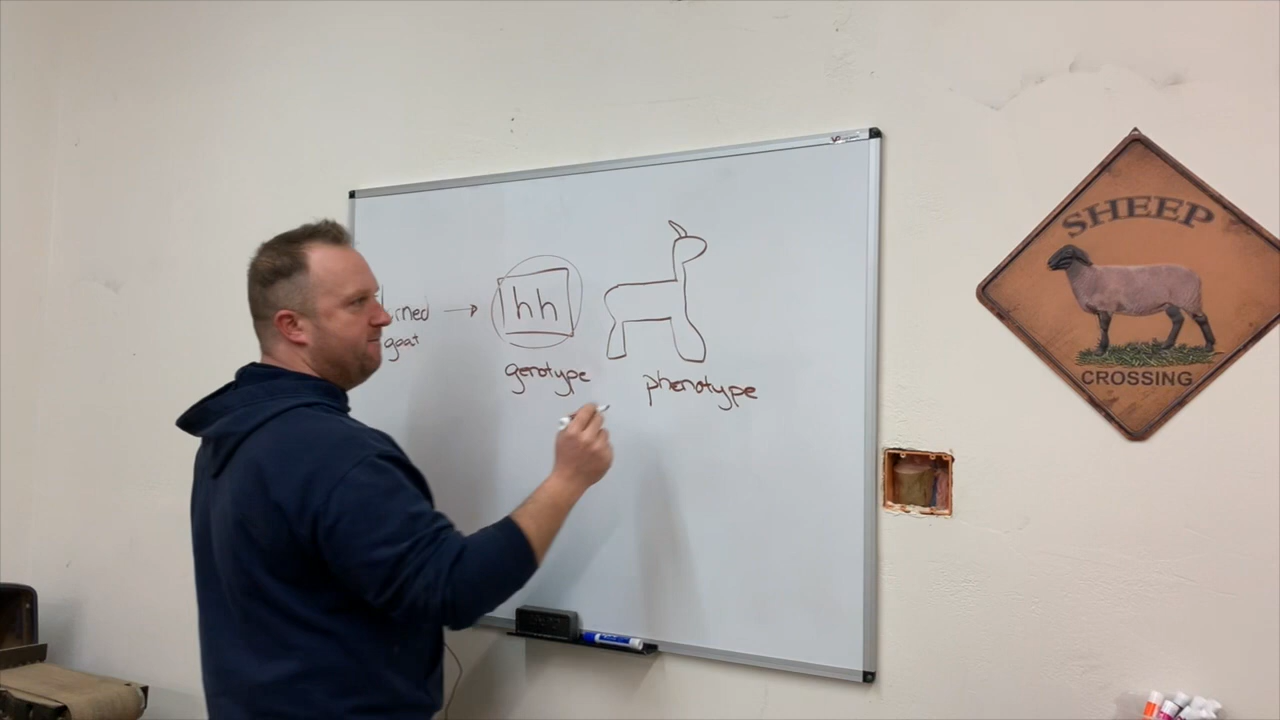 rned → hh
goat
genotype phenotype
SHEEP
CROSSING